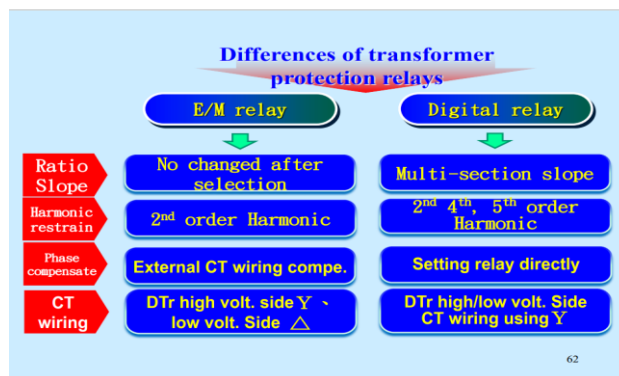 Differences of transformer
protection relays
E/M relay
Digital relay
Ratio
Slope
No changed after
selection
Multi-section slope
Harmonic
restrain
2nd order Harmonic
2nd 4th, 5th order
Harmonic
Phase
compensate
External CT wiring compe.
Setting relay directly
CT
wiring
DTr high volt. side Y 、
low volt. Side △
DTr high/low volt. Side
CT wiring using Y
62